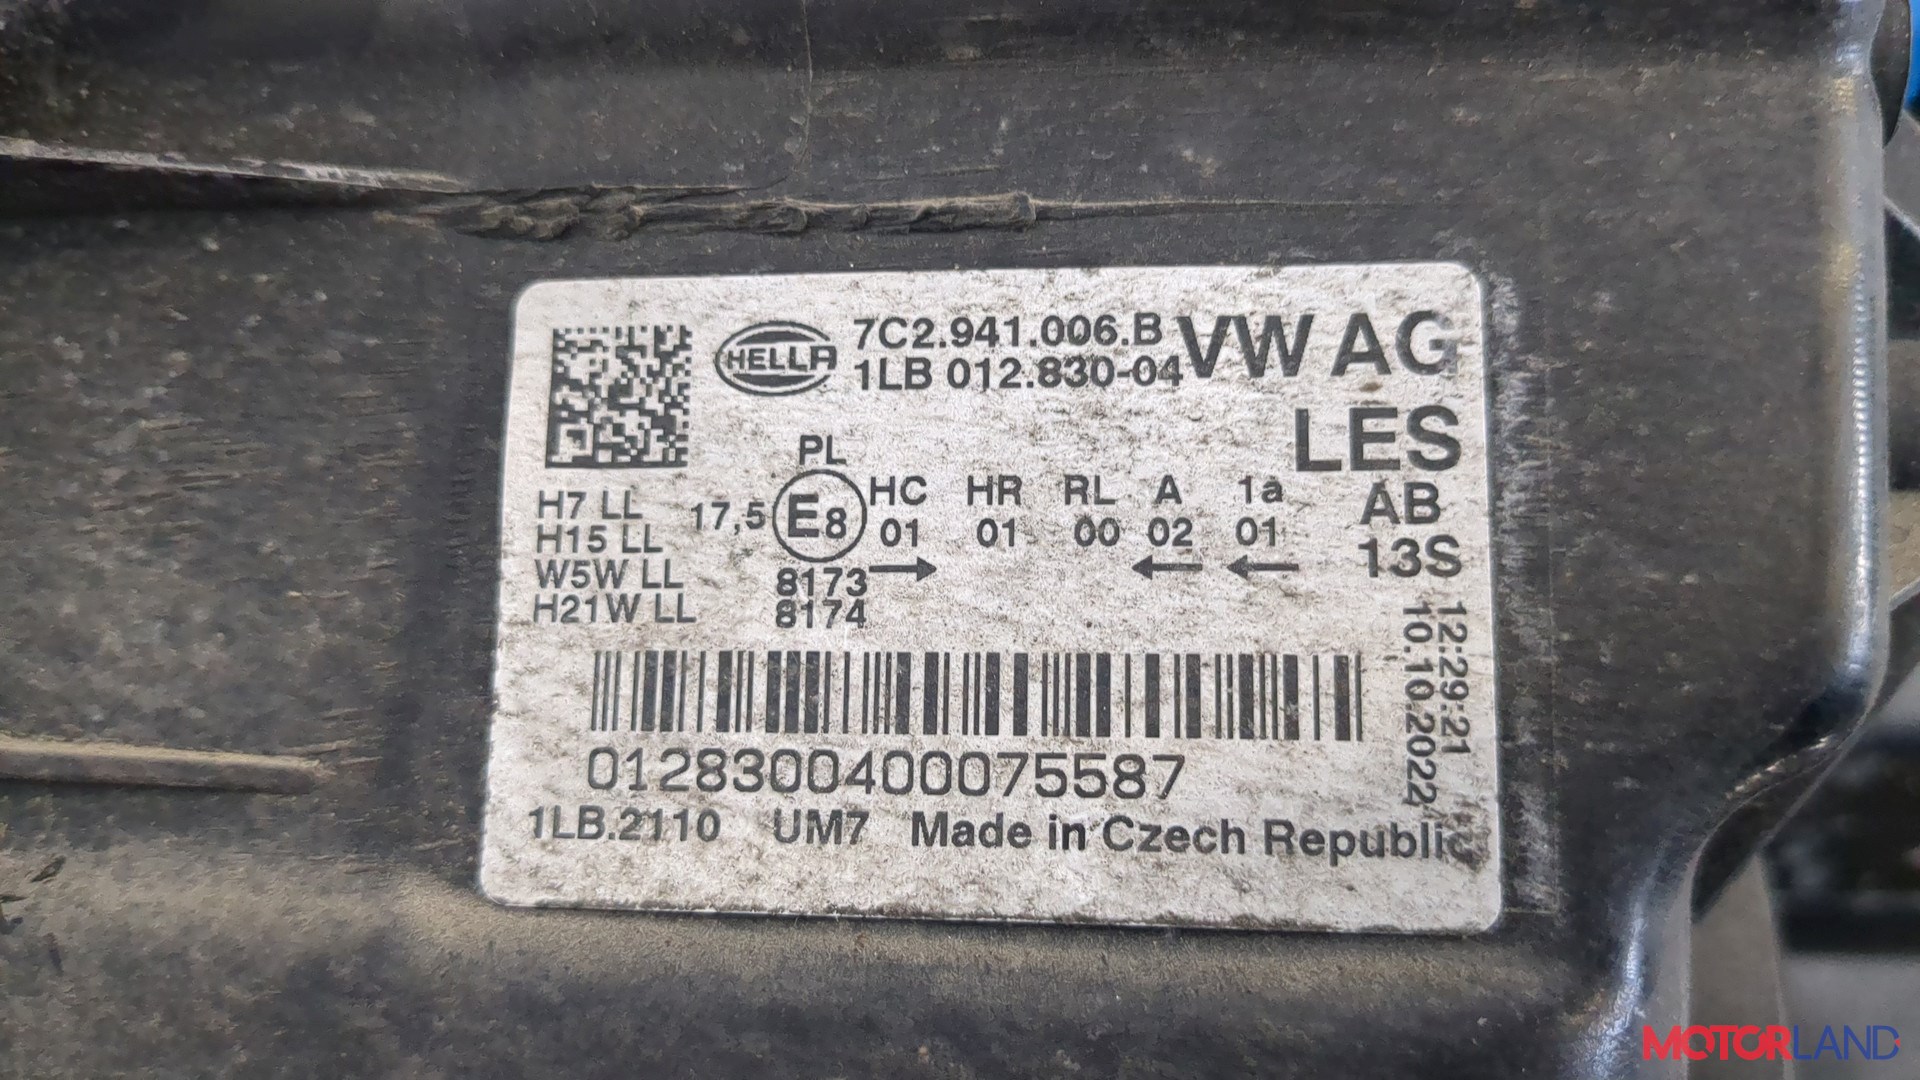 HELLA
7C2.941.006.B
1LB 012.830-04
VW AG
LES
PL
H7 LL
H15 LL
W5W LL
H21W LL
17,5
E8
HC HR RL A 1a
01 01 00 02 01
→ ← ←
8173
8174
AB
13S
12:29:21
10.10.2022
0128300400075587
1LB.2110 UM7 Made in Czech Republic
MOTORLAND